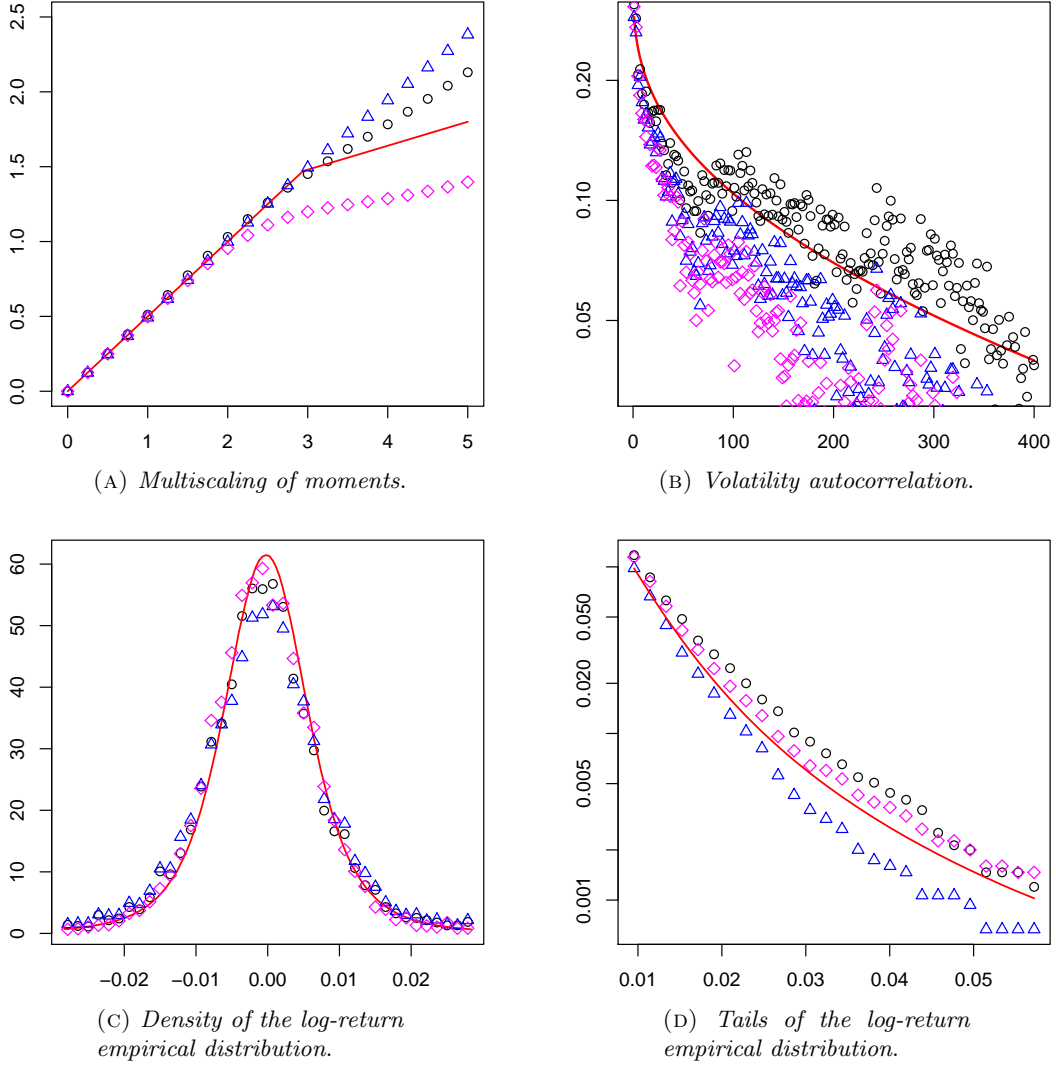 2.5
2.0
1.5
1.0
0.5
0.0
0 1 2 3 4 5
(A) Multiscaling of moments.
0.20
0.10
0.05
0 100 200 300 400
(B) Volatility autocorrelation.
60
50
40
30
20
10
0
−0.02 −0.01 0.00 0.01 0.02
(C) Density of the log-return
empirical distribution.
0.050
0.020
0.005
0.001
0.01 0.02 0.03 0.04 0.05
(D) Tails of the log-return
empirical distribution.